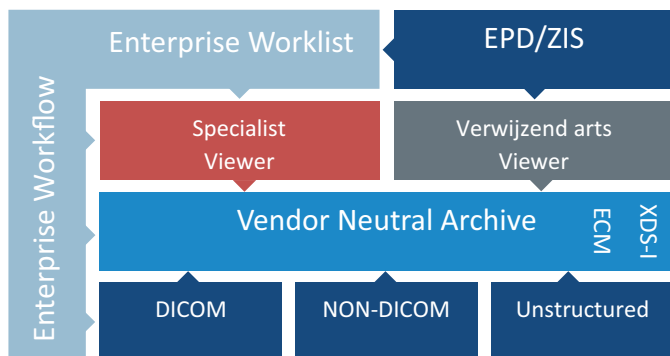 Enterprise Worklist
EPD/ZIS
Enterprise Workflow
Specialist
Viewer
Verwijzend arts
Viewer
Vendor Neutral Archive
ECM
XDS-I
DICOM
NON-DICOM
Unstructured